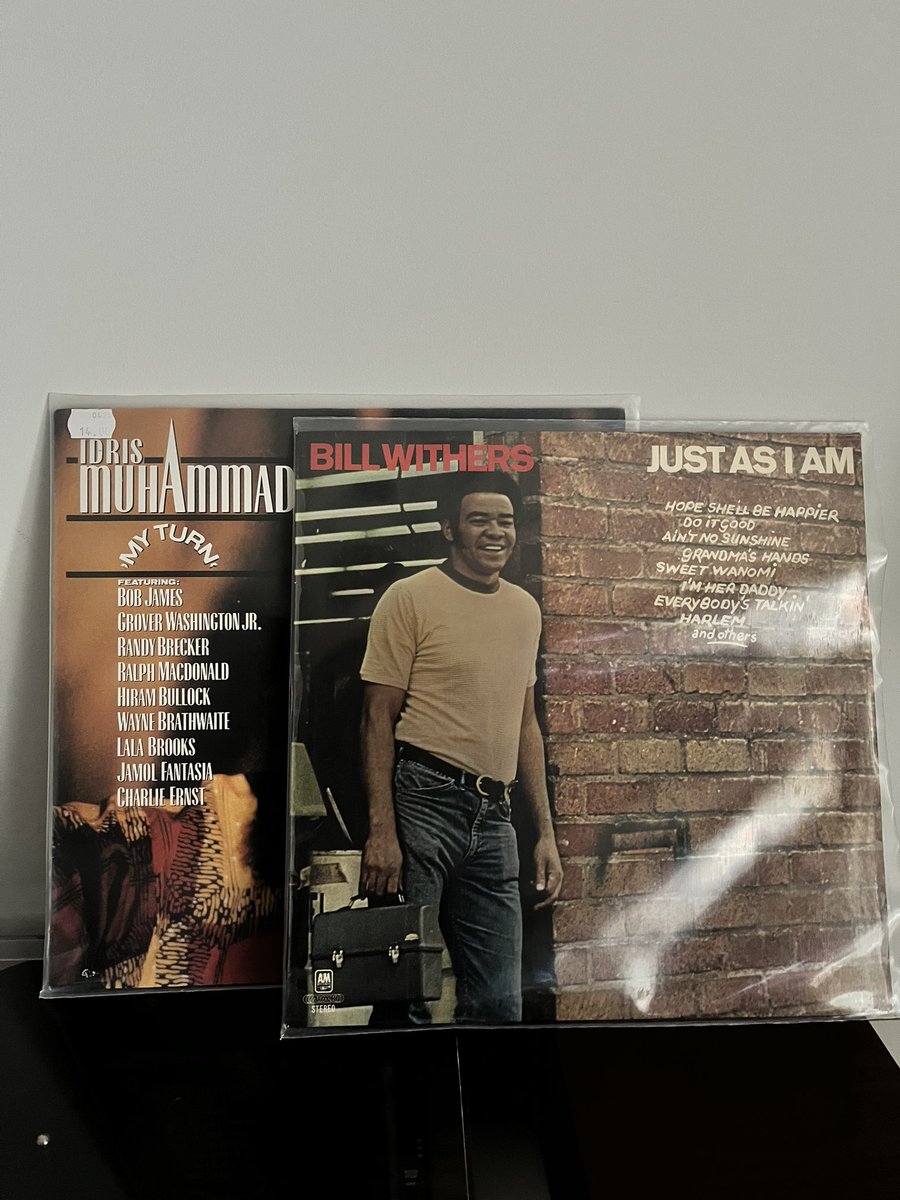 14.00
IDRIS
MUHAMMAD
MY TURN
FEATURING:
BOB JAMES
GROVER WASHINGTON JR.
RANDY BRECKER
RALPH MACDONALD
HIRAM BULLOCK
WAYNE BRATHWAITE
LALA BROOKS
JAMOL FANTASIA
CHARLIE ERNST
BILL WITHERS
JUST AS I AM
HOPE SHE'LL BE HAPPIER
DO IT GOOD
AIN'T NO SUNSHINE
GRANDMA'S HANDS
SWEET WANOMI
I'M HER DADDY
EVERYBODY'S TALKIN'
HARLEM
and others
A&M
STEREO